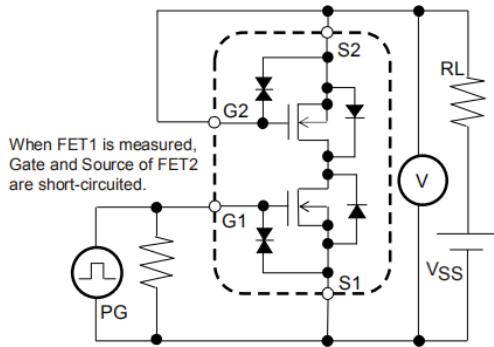 S2
RL
G2
When FET1 is measured,
Gate and Source of FET2
are short-circuited.
V
G1
VSS
S1
PG